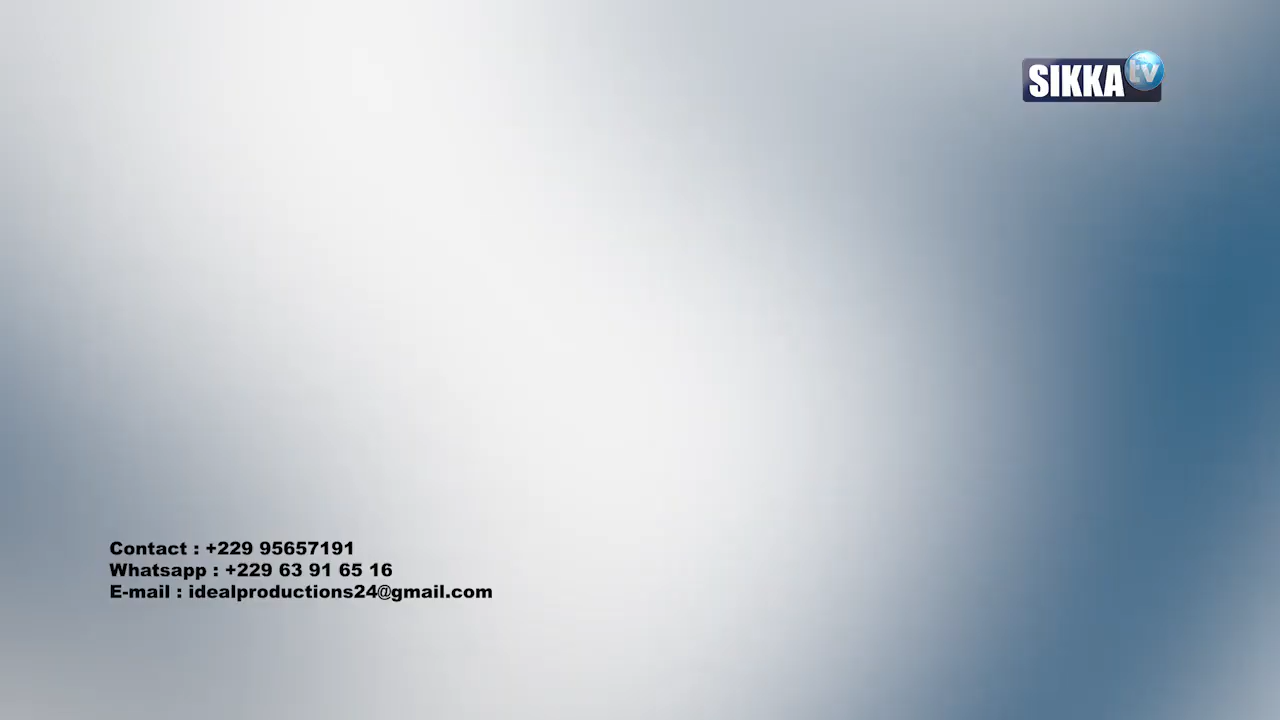 SIKKA tv
Contact : +229 95657191
Whatsapp : +229 63 91 65 16
E-mail : idealproductions24@gmail.com